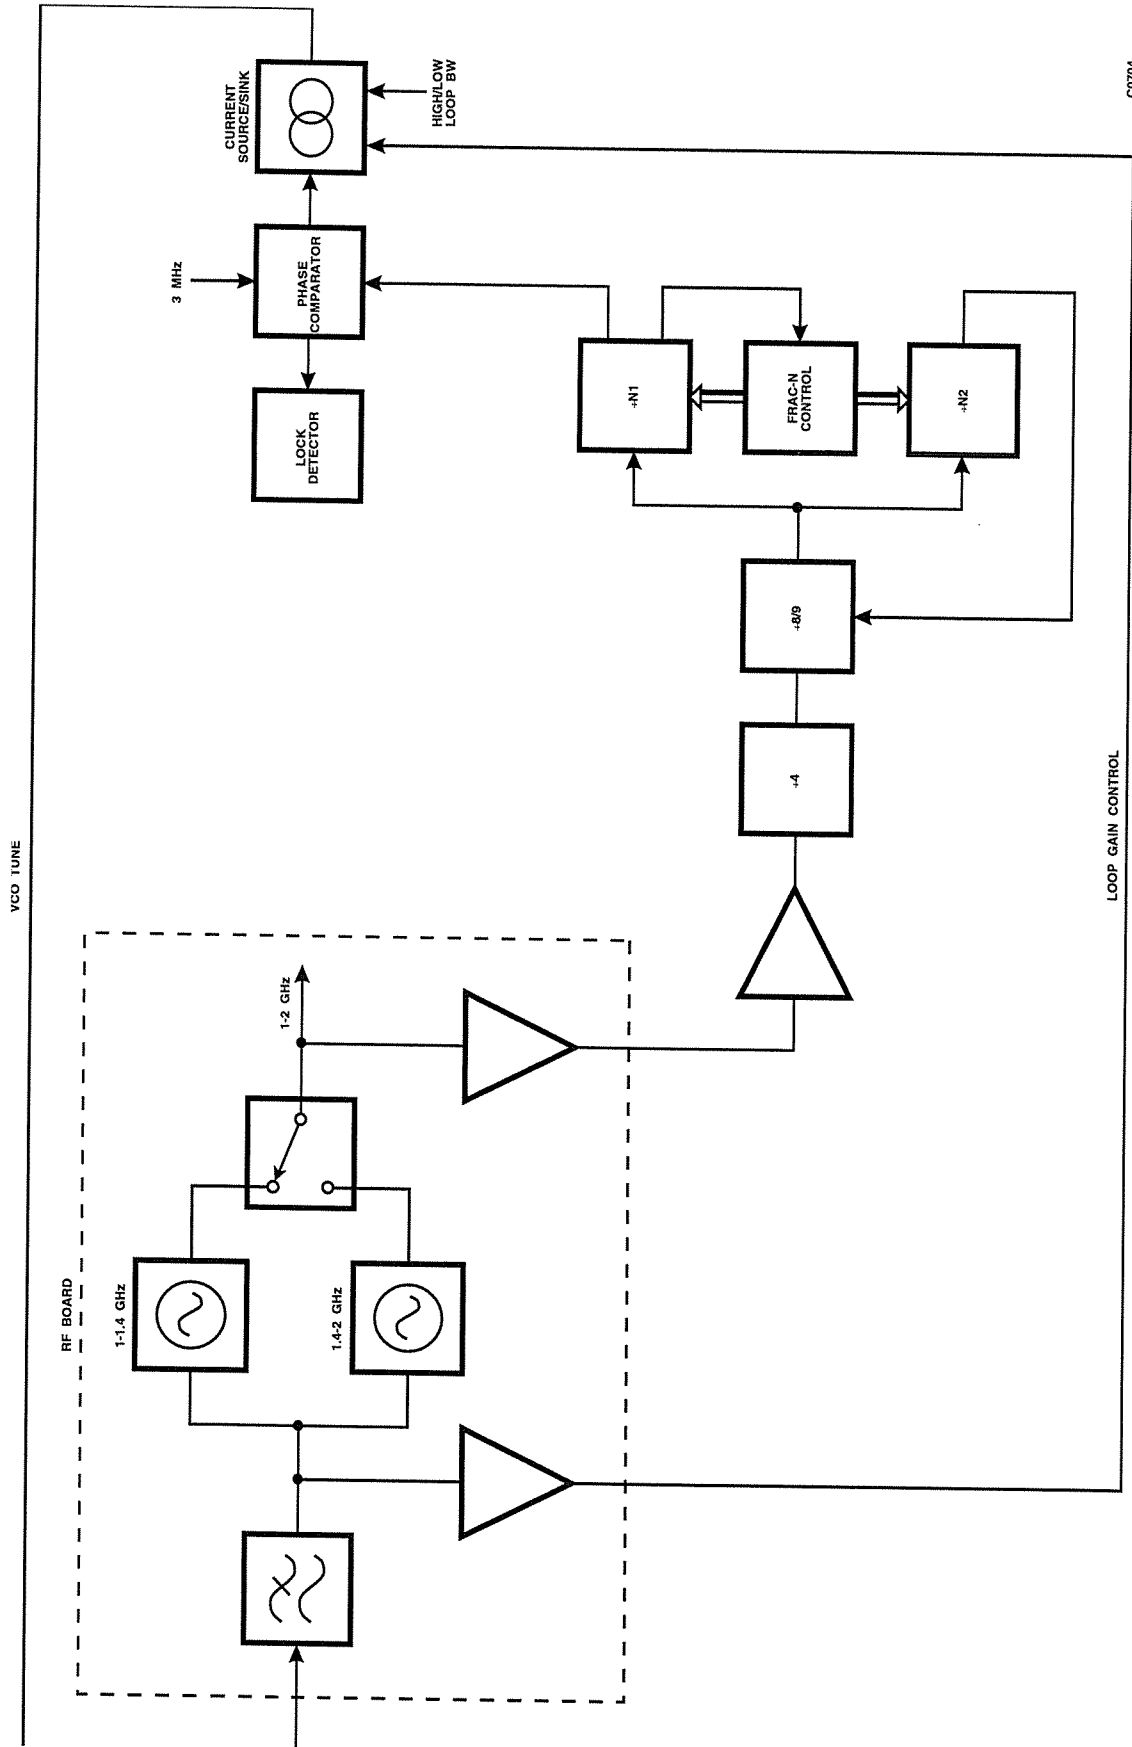 VCO TUNE
RF BOARD
1-1.4 GHz
3 MHz
CURRENT
SOURCE/SINK
1-2 GHz
LOCK
DETECTOR
PHASE
COMPARATOR
1.4-2 GHz
HIGH/LOW
LOOP BW
÷N1
÷4
÷8/9
FRAC-N
CONTROL
÷N2
LOOP GAIN CONTROL